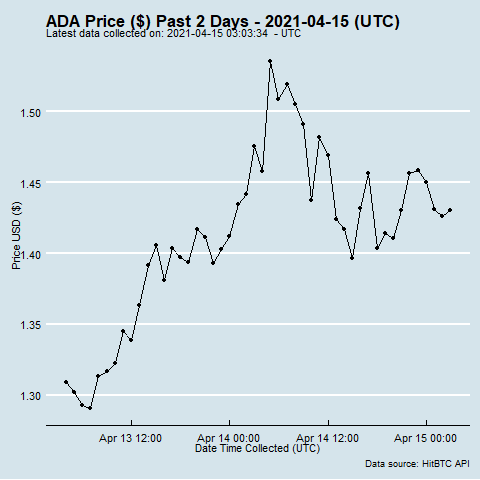 ADA Price ($) Past 2 Days - 2021-04-15 (UTC)
Latest data collected on: 2021-04-15 03:03:34 - UTC
Price USD ($)
1.50
1.45
1.40
1.35
1.30
Apr 13 12:00 Apr 14 00:00 Apr 14 12:00 Apr 15 00:00
Date Time Collected (UTC)
Data source: HitBTC API